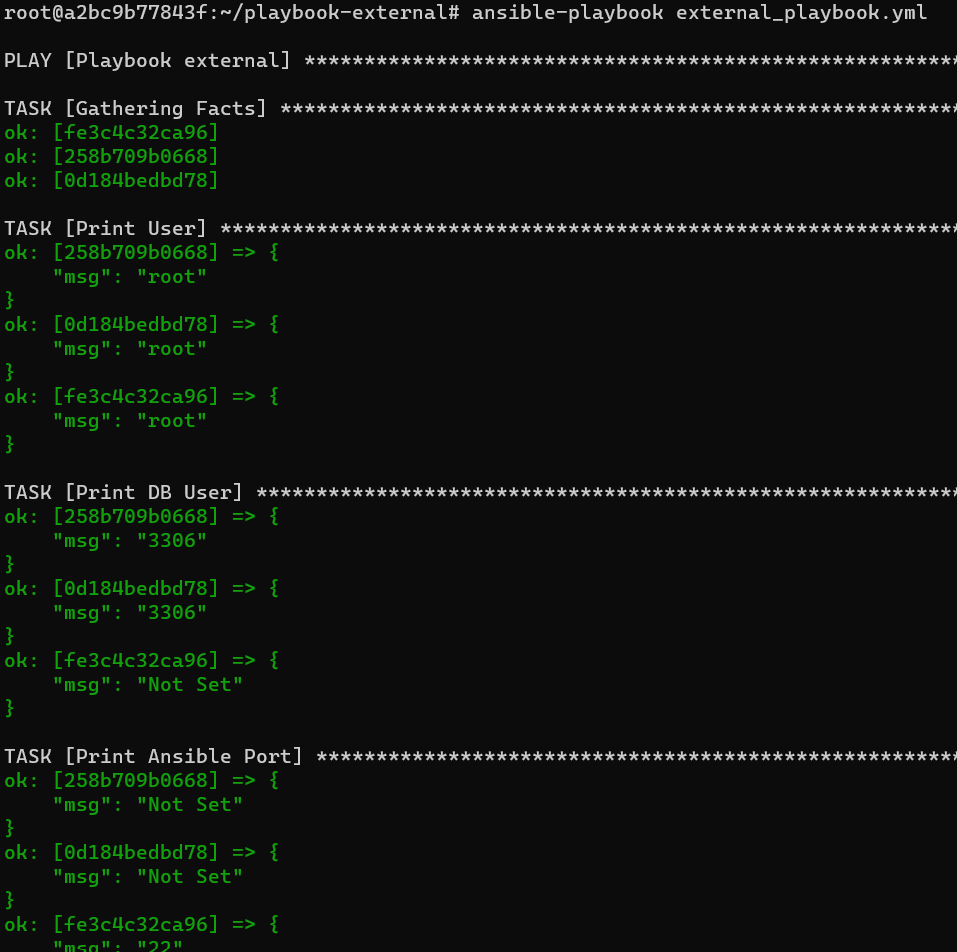 root@a2bc9b77843f:~/playbook-external# ansible-playbook external_playbook.yml
PLAY [Playbook external] *******************************************************
TASK [Gathering Facts] *********************************************************
ok: [fe3c4c32ca96]
ok: [258b709b0668]
ok: [0d184bedbd78]
TASK [Print User] **************************************************************
ok: [258b709b0668] => {
    "msg": "root"
}
ok: [0d184bedbd78] => {
    "msg": "root"
}
ok: [fe3c4c32ca96] => {
    "msg": "root"
}
TASK [Print DB User] ***********************************************************
ok: [258b709b0668] => {
    "msg": "3306"
}
ok: [0d184bedbd78] => {
    "msg": "3306"
}
ok: [fe3c4c32ca96] => {
    "msg": "Not Set"
}
TASK [Print Ansible Port] ******************************************************
ok: [258b709b0668] => {
    "msg": "Not Set"
}
ok: [0d184bedbd78] => {
    "msg": "Not Set"
}
ok: [fe3c4c32ca96] => {
    "msg": "22"